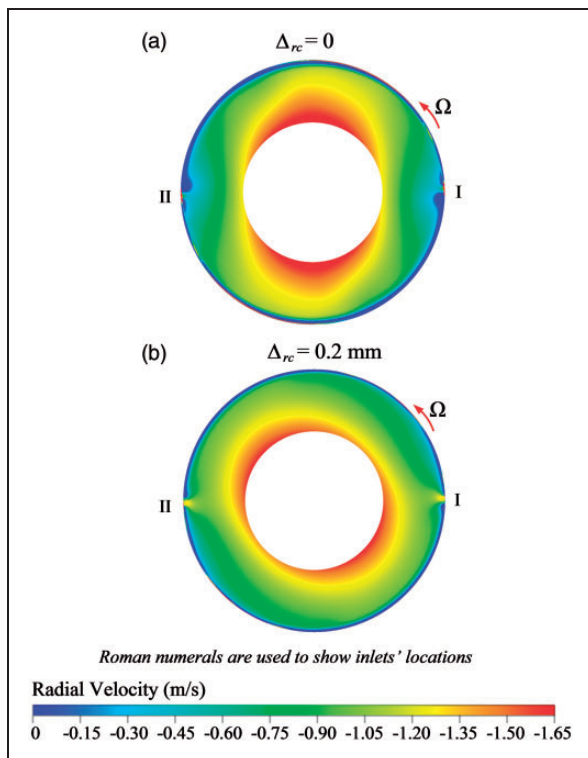 (a)
Δrc = 0
Ω
II
I
(b)
Δrc = 0.2 mm
Ω
II
I
Roman numerals are used to show inlets' locations
Radial Velocity (m/s)
0 -0.15 -0.30 -0.45 -0.60 -0.75 -0.90 -1.05 -1.20 -1.35 -1.50 -1.65